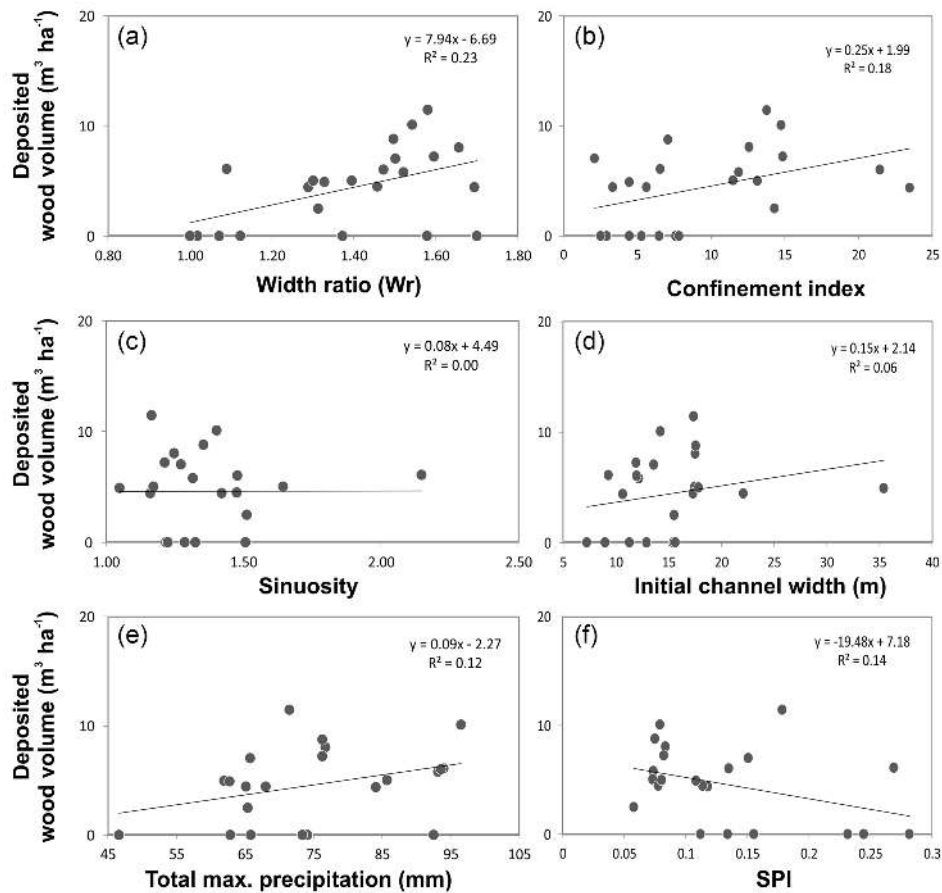 (a)
y = 7.94x - 6.69
R² = 0.23
Deposited
wood volume (m³ ha⁻¹)
20
10
0
0.80 1.00 1.20 1.40 1.60 1.80
Width ratio (Wr)
(b)
y = 0.25x + 1.99
R² = 0.18
20
10
0
0 5 10 15 20 25
Confinement index
(c)
y = 0.08x + 4.49
R² = 0.00
Deposited
wood volume (m³ ha⁻¹)
20
10
0
1.00 1.50 2.00 2.50
Sinuosity
(d)
y = 0.15x + 2.14
R² = 0.06
20
10
0
5 10 15 20 25 30 35 40
Initial channel width (m)
(e)
y = 0.09x - 2.27
R² = 0.12
Deposited
wood volume (m³ ha⁻¹)
20
10
0
45 55 65 75 85 95 105
Total max. precipitation (mm)
(f)
y = -19.48x + 7.18
R² = 0.14
20
10
0
0 0.05 0.1 0.15 0.2 0.25 0.3
SPI